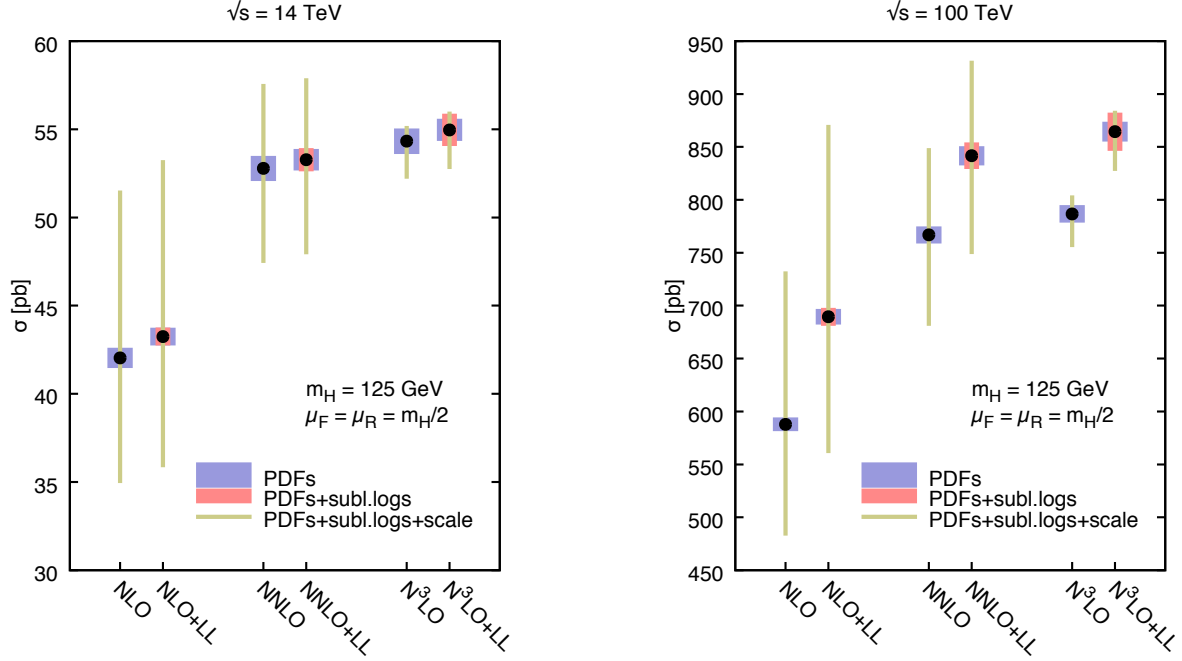 √s = 14 TeV
60
55
50
45
40
35
30
σ [pb]
m_H = 125 GeV
μ_F = μ_R = m_H/2
PDFs
PDFs+subl.logs
PDFs+subl.logs+scale
NLO
NLO+LL
NNLO
NNLO+LL
N³LO
N³LO+LL
√s = 100 TeV
950
900
850
800
750
700
650
600
550
500
450
σ [pb]
m_H = 125 GeV
μ_F = μ_R = m_H/2
PDFs
PDFs+subl.logs
PDFs+subl.logs+scale
NLO
NLO+LL
NNLO
NNLO+LL
N³LO
N³LO+LL